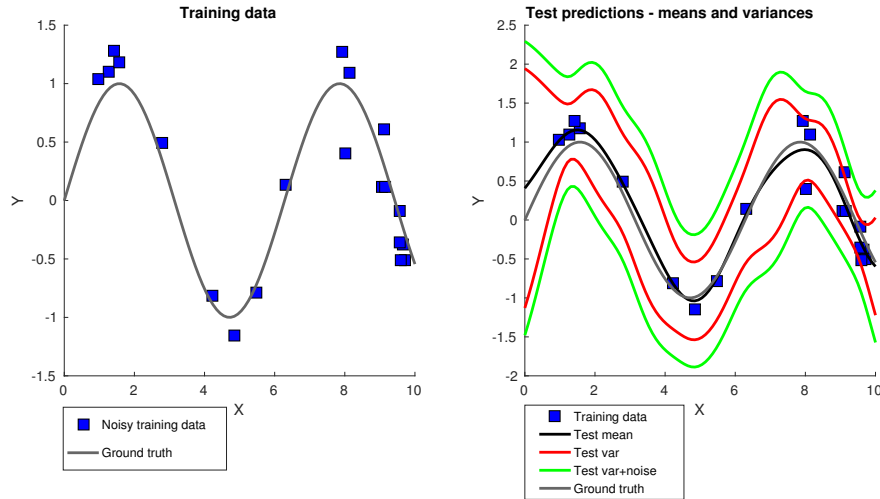 Training data
1.5
1
0.5
0
-0.5
-1
-1.5
Y
0 2 4 6 8 10
X
Noisy training data
Ground truth
Test predictions - means and variances
2.5
2
1.5
1
0.5
0
-0.5
-1
-1.5
-2
Y
0 2 4 6 8 10
X
Training data
Test mean
Test var
Test var+noise
Ground truth